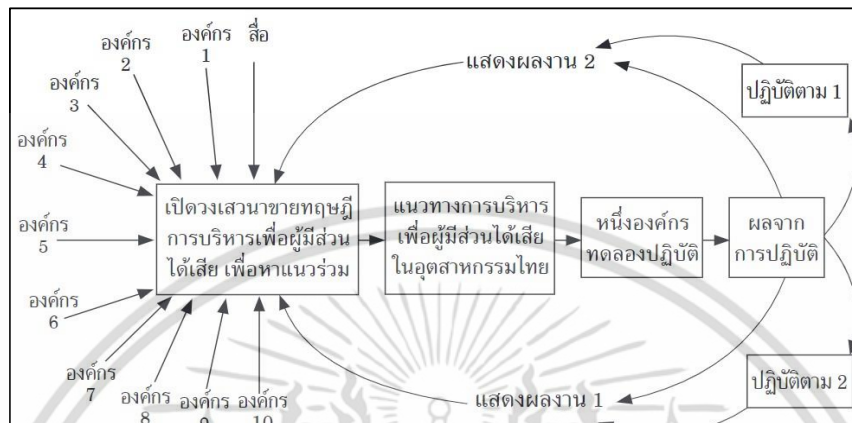 องค์กร
1
สื่อ
องค์กร
2
องค์กร
3
องค์กร
4
องค์กร
5
องค์กร
6
องค์กร
7
องค์กร
8
องค์กร
9
องค์กร
10
เปิดวงเสวนาขายทฤษฎี
การบริหารเพื่อผู้มีส่วน
ได้เสีย เพื่อหาแนวร่วม
แนวทางการบริหาร
เพื่อผู้มีส่วนได้เสีย
ในอุตสาหกรรมไทย
หนึ่งองค์กร
ทดลองปฏิบัติ
ผลจาก
การปฏิบัติ
แสดงผลงาน 2
ปฏิบัติตาม 1
แสดงผลงาน 1
ปฏิบัติตาม 2